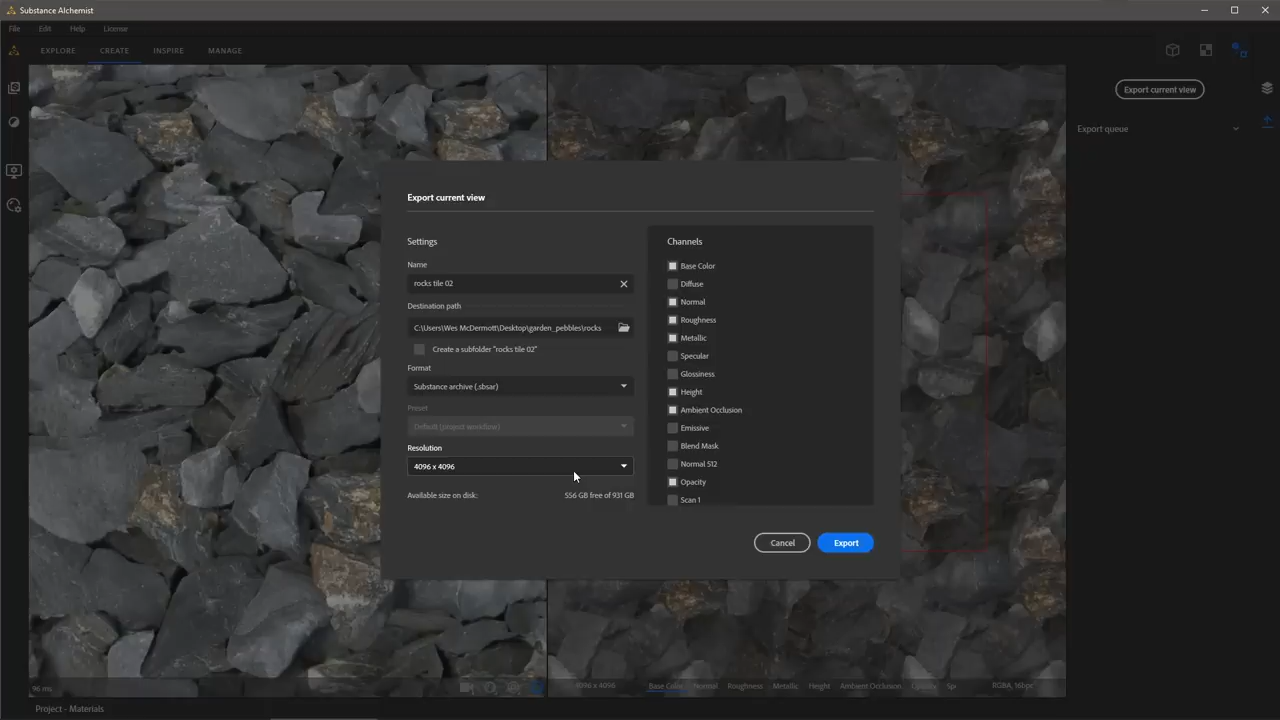 Substance Alchemist
File Edit Help License
EXPLORE CREATE INSPIRE MANAGE
Export current view
Export queue
Export current view
Settings
Name
rocks tile 02
Destination path
C:\Users\Wes McDermott\Desktop\garden_pebbles\rocks
Create a subfolder "rocks tile 02"
Format
Substance archive (.sbsar)
Preset
Default (project workflow)
Resolution
4096 x 4096
Available size on disk: 556 GB free of 931 GB
Channels
Base Color
Diffuse
Normal
Roughness
Metallic
Specular
Glossiness
Height
Ambient Occlusion
Emissive
Blend Mask
Normal S12
Opacity
Scan 1
Cancel Export
96 ms
4096 x 4096 Base Color Normal Roughness Metallic Height Ambient Occlusion Opacity Spe RGBA, 16bpc
Project - Materials